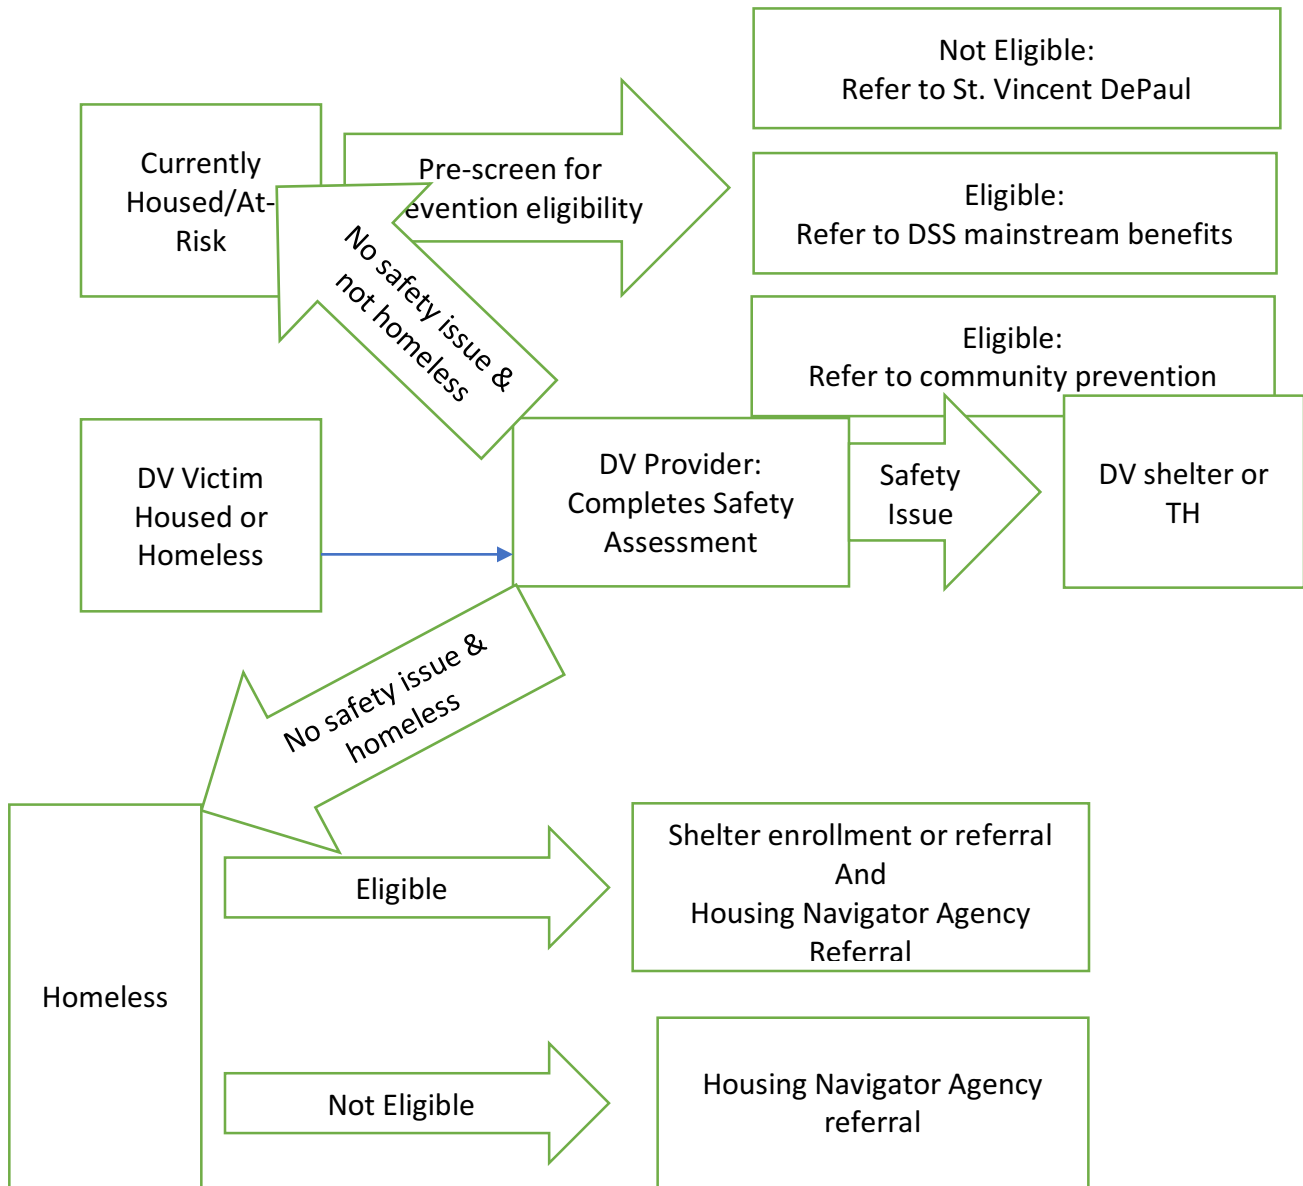 Not Eligible:
Refer to St. Vincent DePaul
Currently
Housed/At-
Risk
Pre-screen for
evention eligibility
Eligible:
Refer to DSS mainstream benefits
No safety issue &
not homeless
Eligible:
Refer to community prevention
DV Victim
Housed or
Homeless
DV Provider:
Completes Safety
Assessment
Safety
Issue
DV shelter or
TH
No safety issue &
homeless
Homeless
Eligible
Shelter enrollment or referral
And
Housing Navigator Agency
Referral
Not Eligible
Housing Navigator Agency
referral